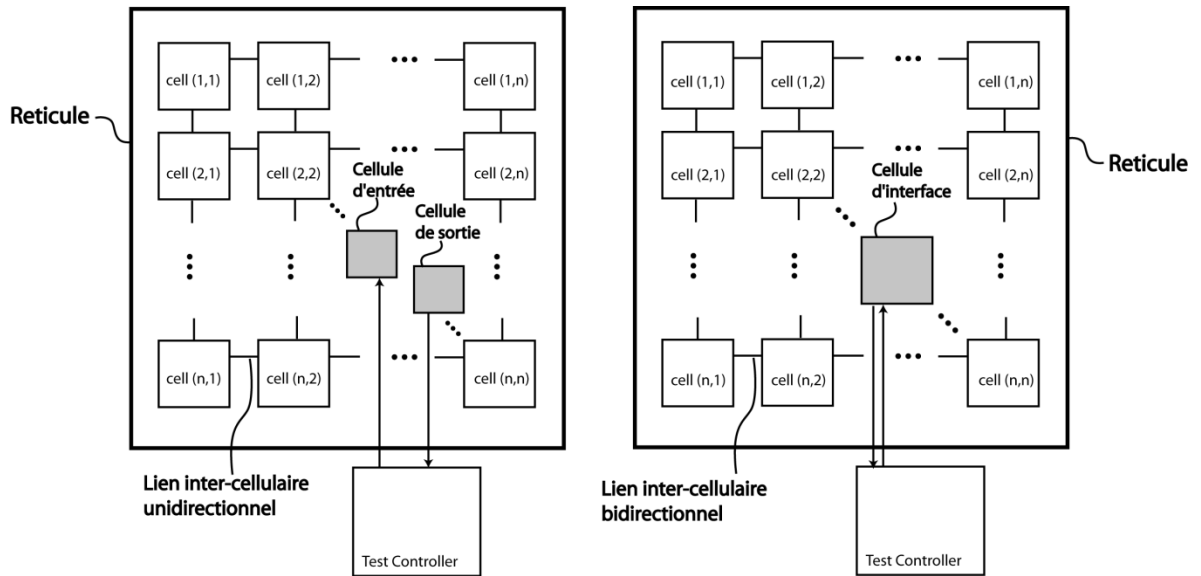 cell (1,1)
cell (1,2)
cell (1,n)
Reticule
cell (2,1)
cell (2,2)
cell (2,n)
Cellule
d'entrée
Cellule
de sortie
cell (n,1)
cell (n,2)
cell (n,n)
Lien inter-cellulaire
unidirectionnel
Test Controller
cell (1,1)
cell (1,2)
cell (1,n)
Reticule
cell (2,1)
cell (2,2)
cell (2,n)
Cellule
d'interface
cell (n,1)
cell (n,2)
cell (n,n)
Lien inter-cellulaire
bidirectionnel
Test Controller